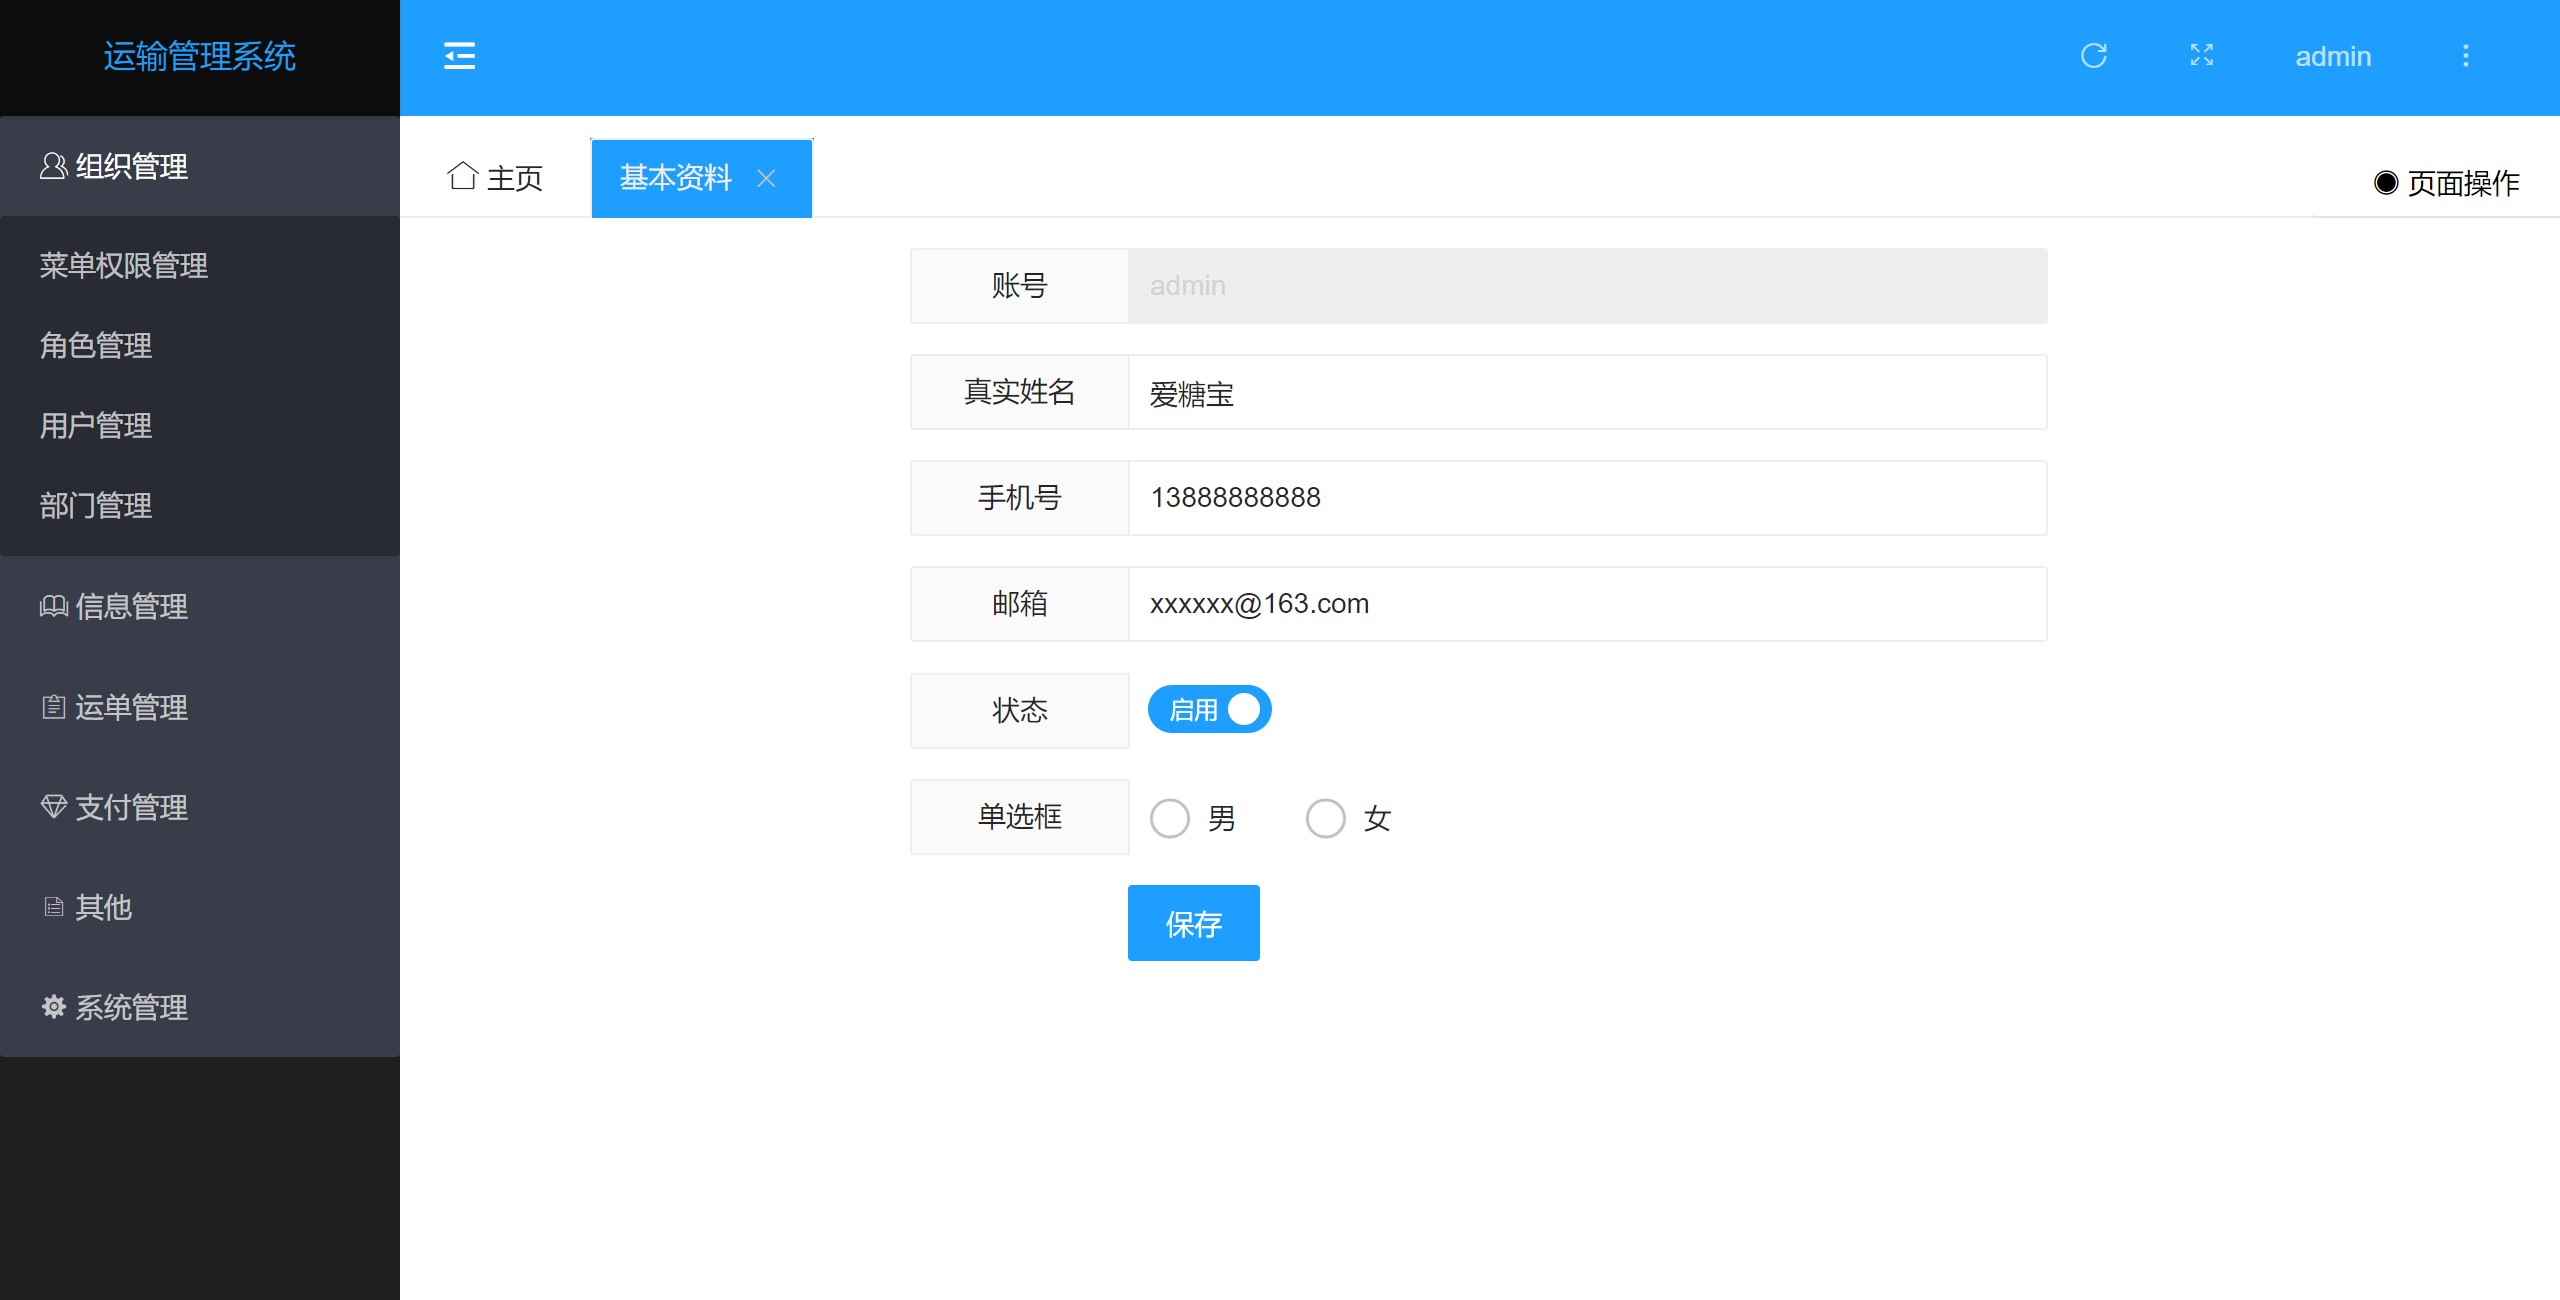 运输管理系统
admin
组织管理
菜单权限管理
角色管理
用户管理
部门管理
信息管理
运单管理
支付管理
其他
系统管理
主页
基本资料
页面操作
账号 admin
真实姓名 爱糖宝
手机号 13888888888
邮箱 xxxxxx@163.com
状态 启用
单选框 男 女
保存